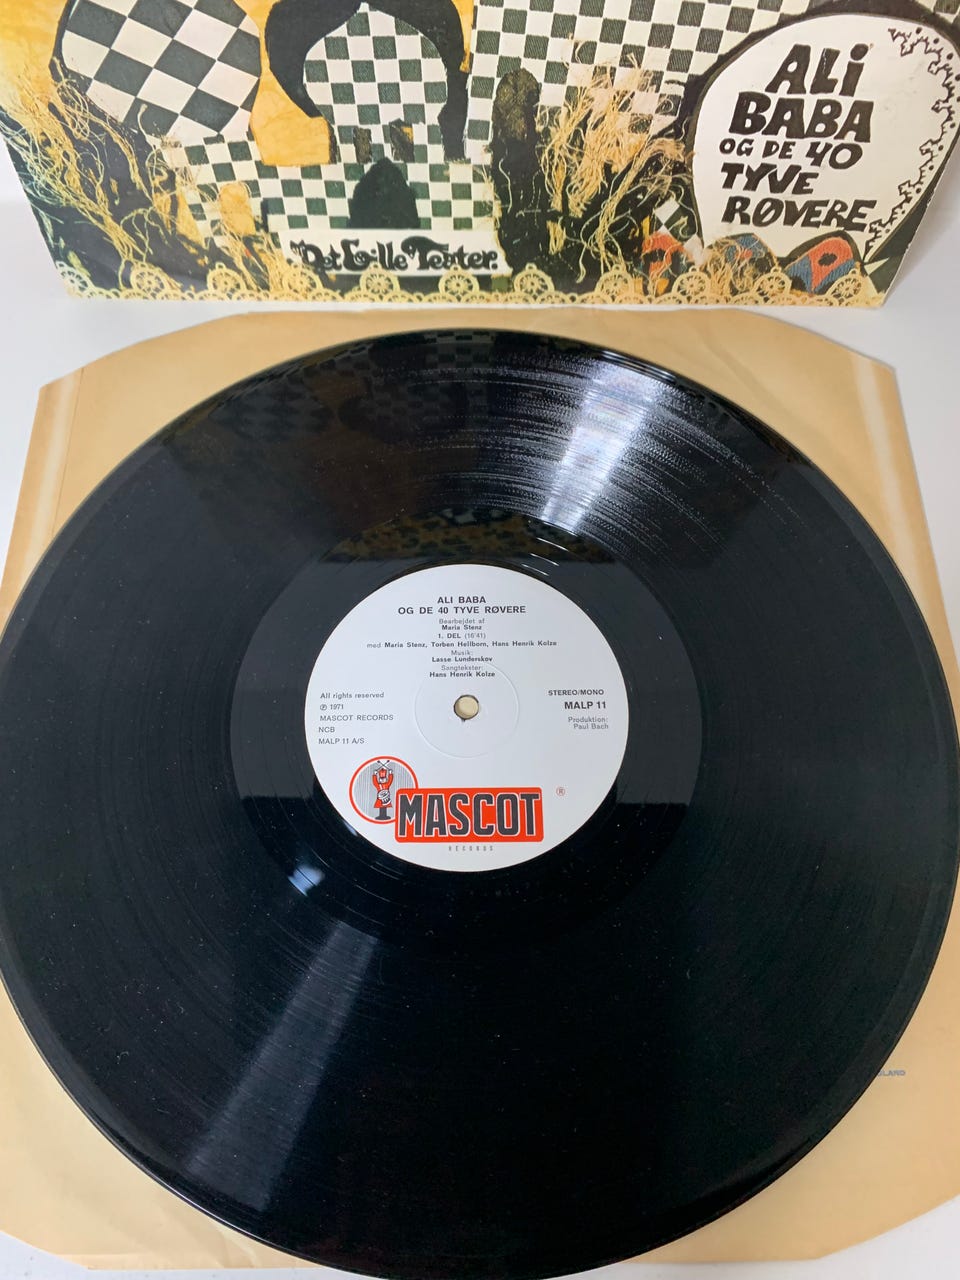 ALi
BABA
OG DE 40
TYVE
RØVERE
Det Lille Teater.
ALI BABA
OG DE 40 TYVE RØVERE
Bearbejdet af
Maria Stenz
1. DEL (16'41)
med Maria Stenz, Torben Hellborn, Hans Henrik Kolze
Musik:
Lasse Lunderskov
Sangtekster:
Hans Henrik Kolze
All rights reserved
℗ 1971
MASCOT RECORDS
NCB
MALP 11 A/S
STEREO/MONO
MALP 11
Produktion:
Paul Bach
MASCOT ®
RECORDS